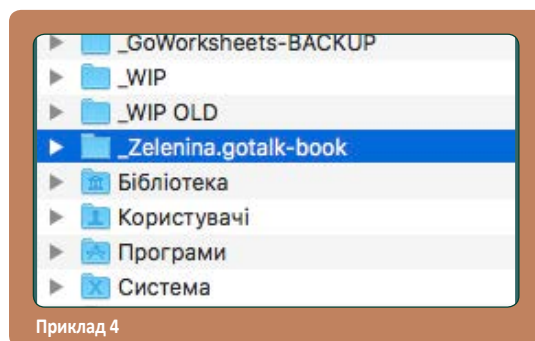 _GoWorksheets-BACKUP
_WIP
_WIP OLD
_Zelenina.gotalk-book
Бібліотека
Користувачі
Програми
Система
Приклад 4